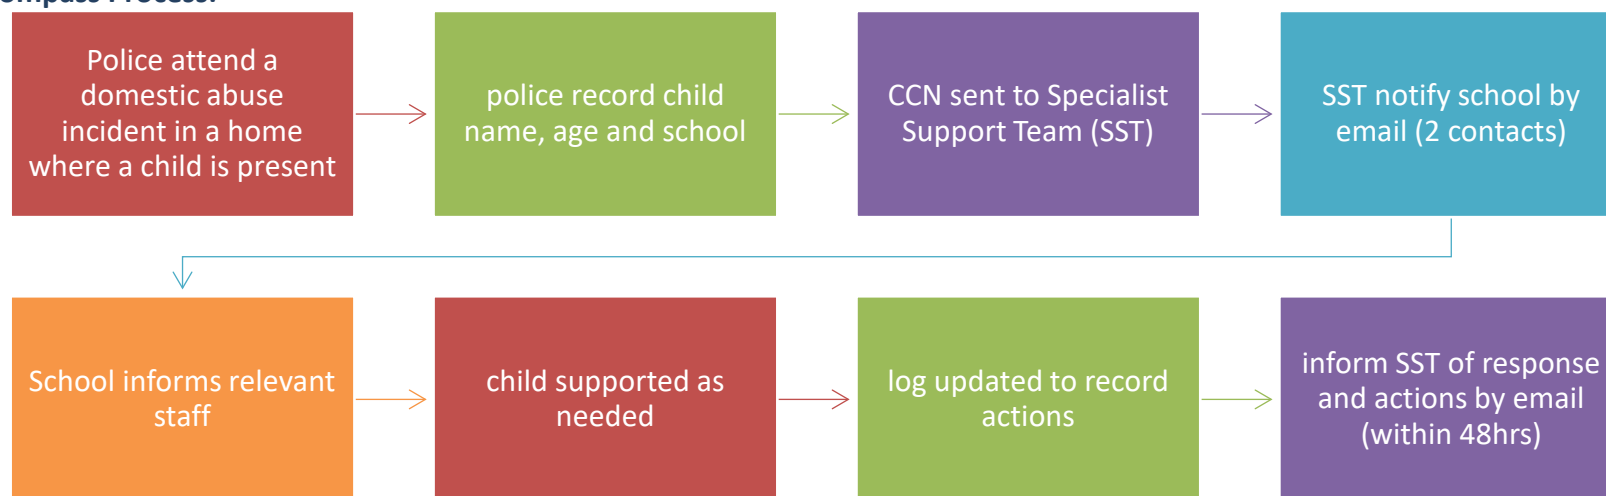 ompass Process:
Police attend a
domestic abuse
incident in a home
where a child is present
police record child
name, age and school
CCN sent to Specialist
Support Team (SST)
SST notify school by
email (2 contacts)
School informs relevant
staff
child supported as
needed
log updated to record
actions
inform SST of response
and actions by email
(within 48hrs)